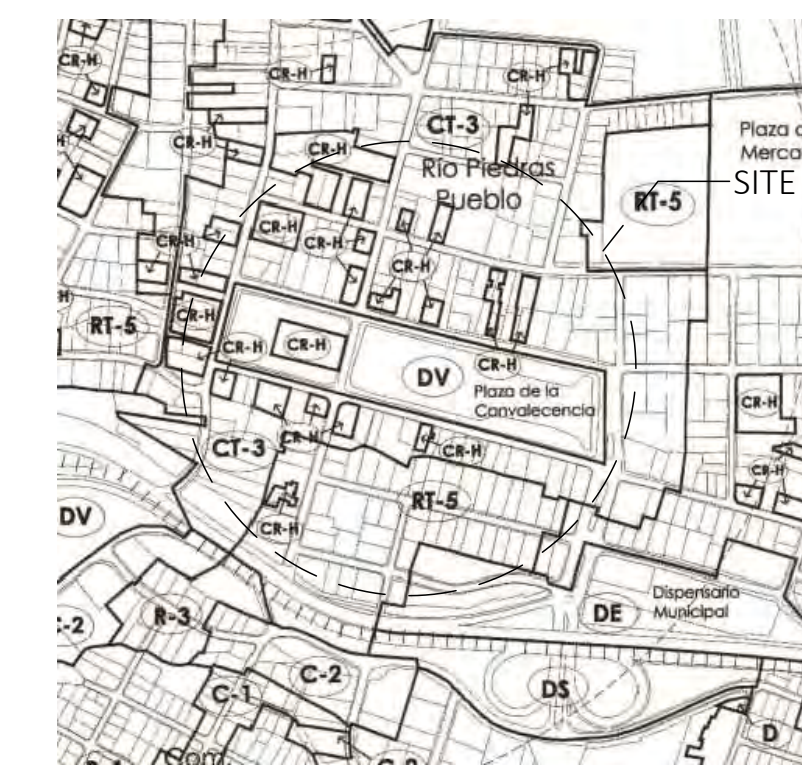 CR-H
CR-H
CR-H
CT-3
Plaza
Merca
CR-H
CR-H
Río Piedras
Pueblo
SITE
RT-5
CR-H
CR-H
CR-H
CR-H
CR-H
RT-5
CR-H
CR-H
CR-H
CR-H
DV
Plaza de la
Convalecencia
CR-H
CT-3
CR-H
CR-H
CR-H
RT-5
DV
CR-H
Dispensario
Municipal
R-3
DE
C-2
C-1
DS
D
Som.